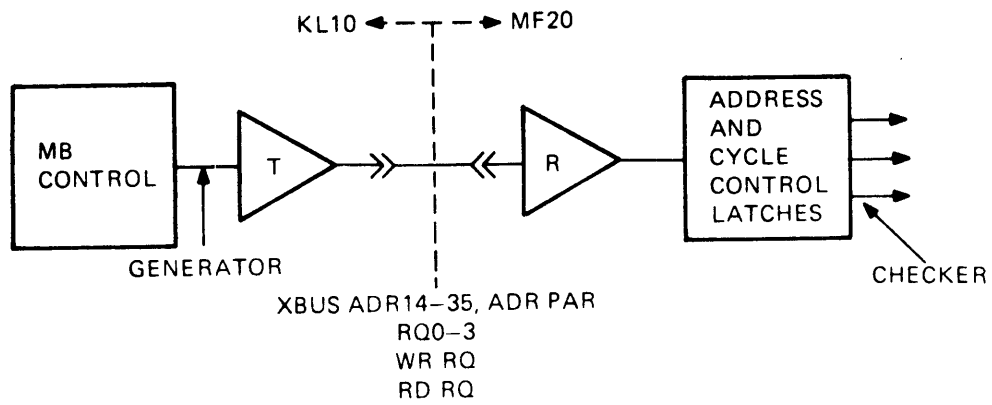 KL10 MF20
MB
CONTROL
T
R
ADDRESS
AND
CYCLE
CONTROL
LATCHES
GENERATOR
CHECKER
XBUS ADR14–35, ADR PAR
RQ0–3
WR RQ
RD RQ